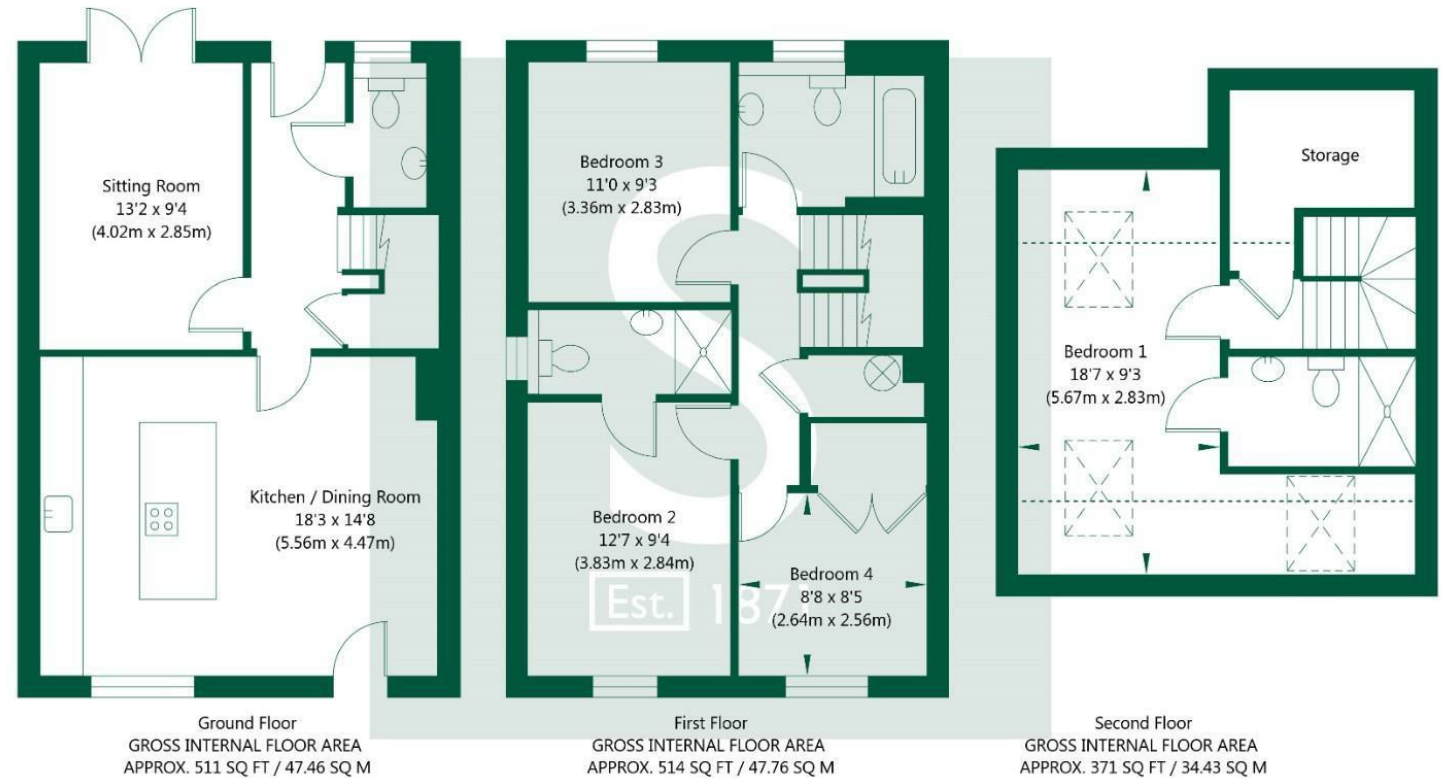 Sitting Room
13'2 x 9'4
(4.02m x 2.85m)
Kitchen / Dining Room
18'3 x 14'8
(5.56m x 4.47m)
Ground Floor
GROSS INTERNAL FLOOR AREA
APPROX. 511 SQ FT / 47.46 SQ M
Bedroom 3
11'0 x 9'3
(3.36m x 2.83m)
Bedroom 2
12'7 x 9'4
(3.83m x 2.84m)
Bedroom 4
8'8 x 8'5
(2.64m x 2.56m)
S
Est. 1871
First Floor
GROSS INTERNAL FLOOR AREA
APPROX. 514 SQ FT / 47.76 SQ M
Storage
Bedroom 1
18'7 x 9'3
(5.67m x 2.83m)
Second Floor
GROSS INTERNAL FLOOR AREA
APPROX. 371 SQ FT / 34.43 SQ M